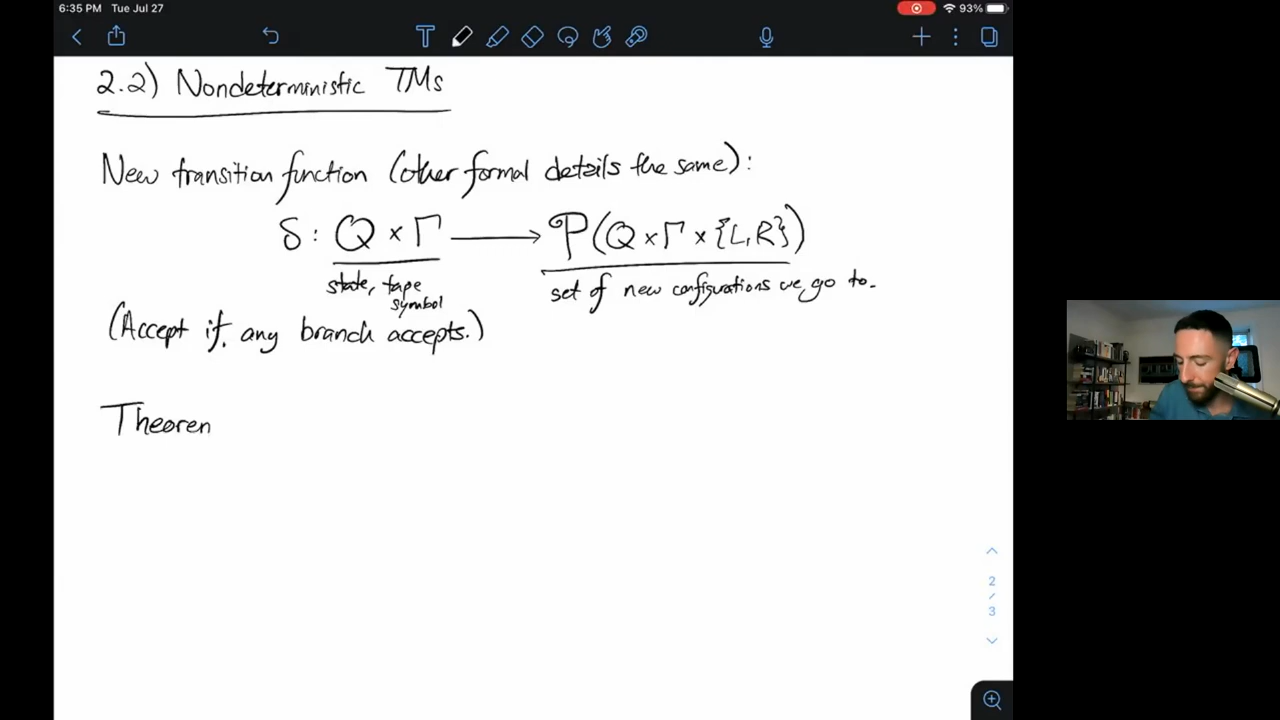 6:35 PM Tue Jul 27
93%
2.2) Nondeterministic TMs
New transition function (other formal details the same):
δ: Q × Γ → P(Q × Γ × {L, R})
state, tape symbol
set of new configurations we go to.
(Accept if any branch accepts.)
Theoren
2
/
3